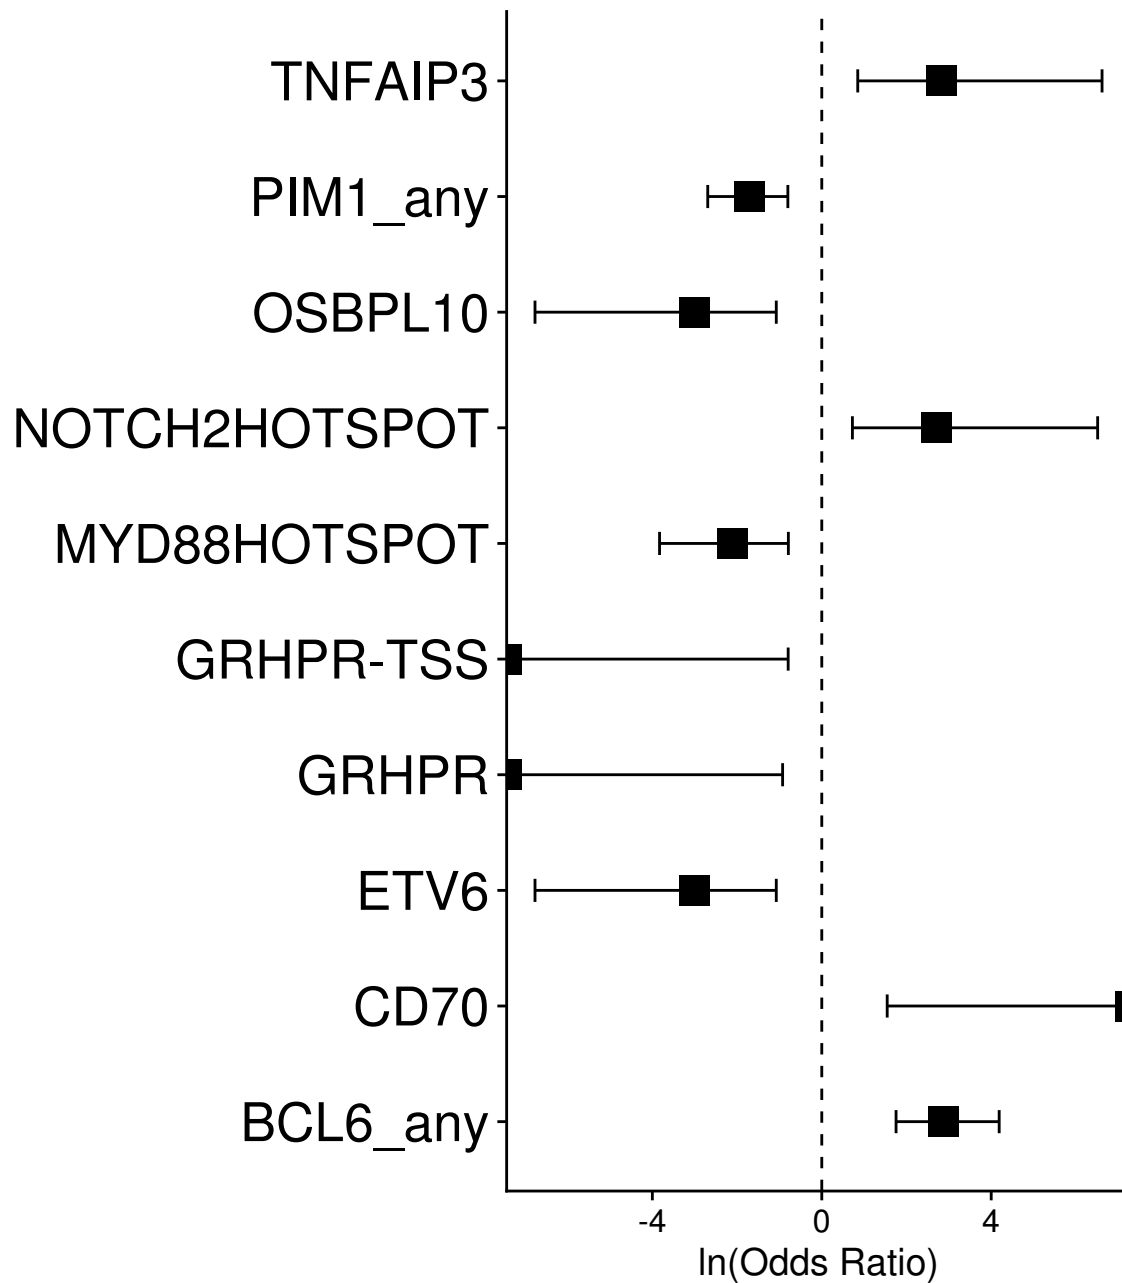 TNFAIP3
PIM1_any
OSBPL10
NOTCH2HOTSPOT
MYD88HOTSPOT
GRHPR-TSS
GRHPR
ETV6
CD70
BCL6_any
-4 0 4
ln(Odds Ratio)